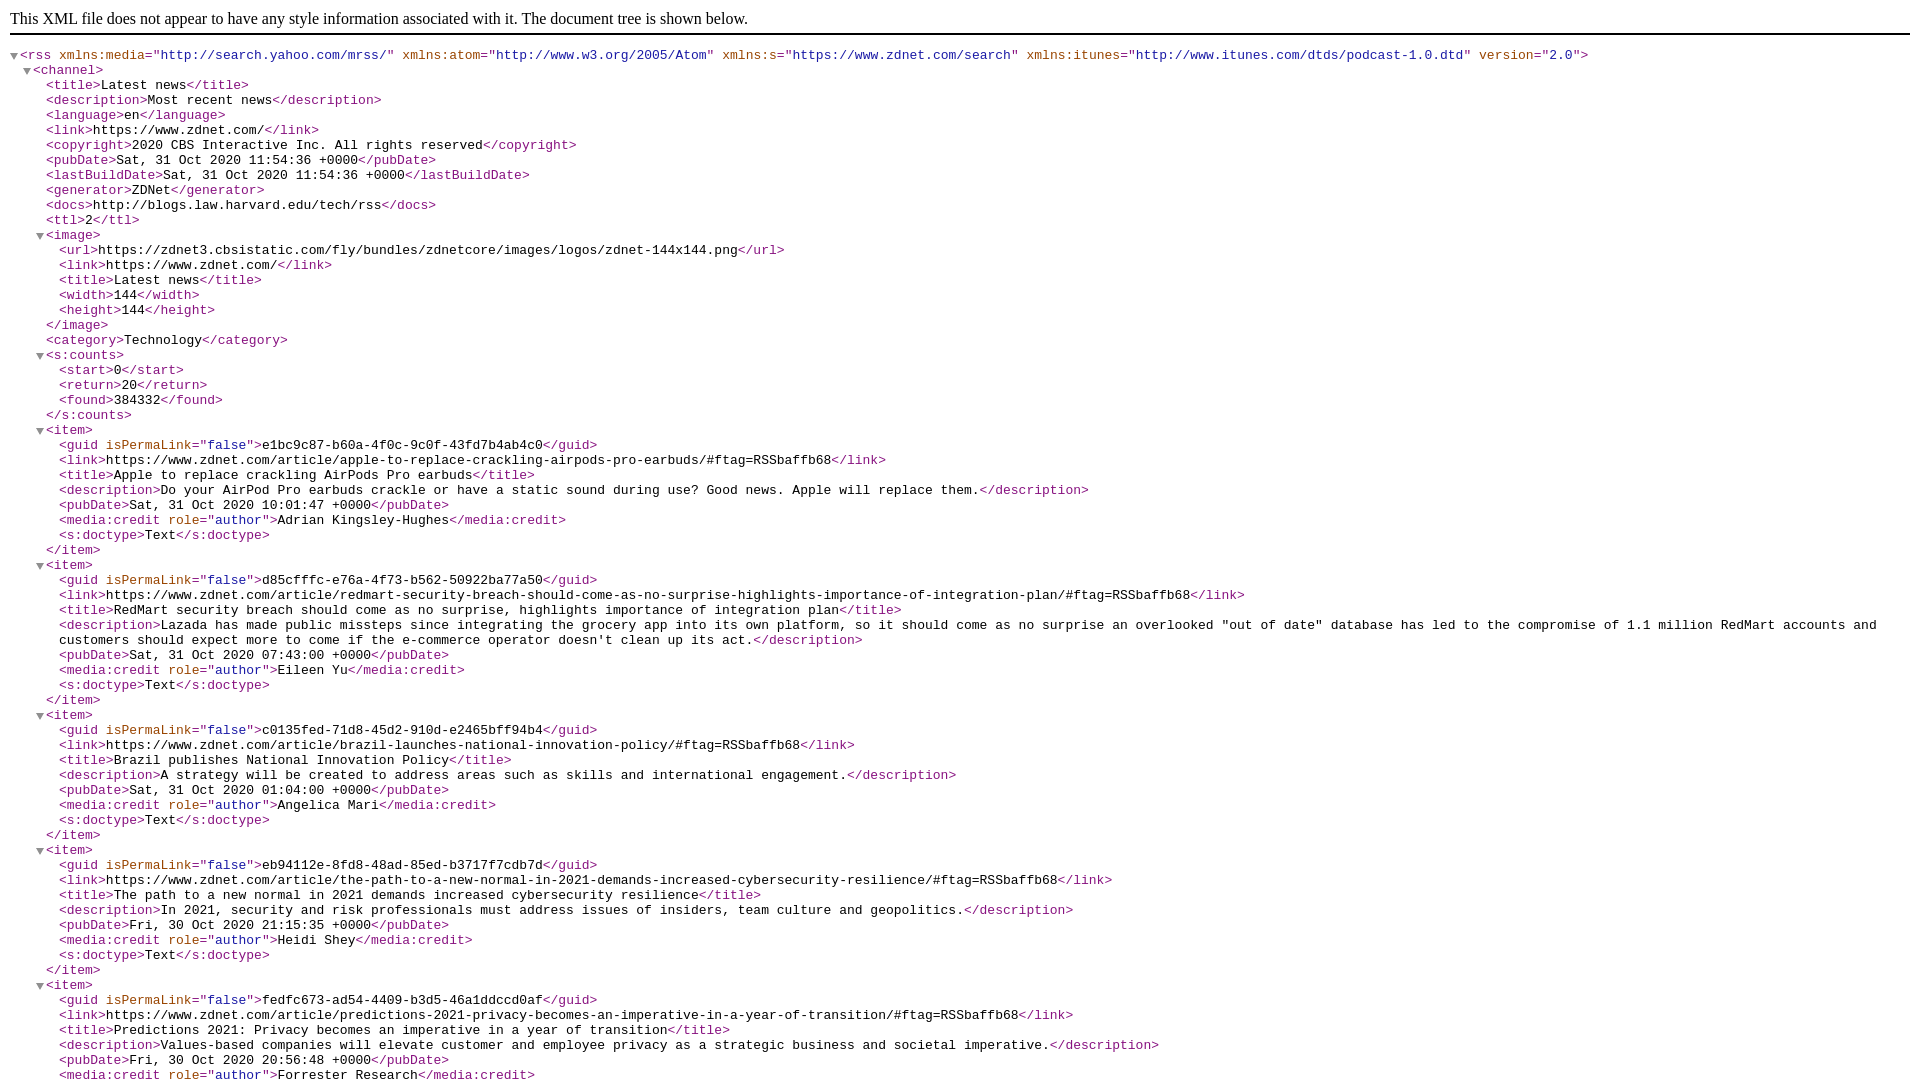 This XML file does not appear to have any style information associated with it. The document tree is shown below.
<rss xmlns:media="http://search.yahoo.com/mrss/" xmlns:atom="http://www.w3.org/2005/Atom" xmlns:s="https://www.zdnet.com/search" xmlns:itunes="http://www.itunes.com/dtds/podcast-1.0.dtd" version="2.0">
<channel>
<title>Latest news</title>
<description>Most recent news</description>
<language>en</language>
<link>https://www.zdnet.com/</link>
<copyright>2020 CBS Interactive Inc. All rights reserved</copyright>
<pubDate>Sat, 31 Oct 2020 11:54:36 +0000</pubDate>
<lastBuildDate>Sat, 31 Oct 2020 11:54:36 +0000</lastBuildDate>
<generator>ZDNet</generator>
<docs>http://blogs.law.harvard.edu/tech/rss</docs>
<ttl>2</ttl>
<image>
<url>https://zdnet3.cbsistatic.com/fly/bundles/zdnetcore/images/logos/zdnet-144x144.png</url>
<link>https://www.zdnet.com/</link>
<title>Latest news</title>
<width>144</width>
<height>144</height>
</image>
<category>Technology</category>
<s:counts>
<start>0</start>
<return>20</return>
<found>384332</found>
</s:counts>
<item>
<guid isPermaLink="false">e1bc9c87-b60a-4f0c-9c0f-43fd7b4ab4c0</guid>
<link>https://www.zdnet.com/article/apple-to-replace-crackling-airpods-pro-earbuds/#ftag=RSSbaffb68</link>
<title>Apple to replace crackling AirPods Pro earbuds</title>
<description>Do your AirPod Pro earbuds crackle or have a static sound during use? Good news. Apple will replace them.</description>
<pubDate>Sat, 31 Oct 2020 10:01:47 +0000</pubDate>
<media:credit role="author">Adrian Kingsley-Hughes</media:credit>
<s:doctype>Text</s:doctype>
</item>
<item>
<guid isPermaLink="false">d85cfffc-e76a-4f73-b562-50922ba77a50</guid>
<link>https://www.zdnet.com/article/redmart-security-breach-should-come-as-no-surprise-highlights-importance-of-integration-plan/#ftag=RSSbaffb68</link>
<title>RedMart security breach should come as no surprise, highlights importance of integration plan</title>
<description>Lazada has made public missteps since integrating the grocery app into its own platform, so it should come as no surprise an overlooked "out of date" database has led to the compromise of 1.1 million RedMart accounts and
customers should expect more to come if the e-commerce operator doesn't clean up its act.</description>
<pubDate>Sat, 31 Oct 2020 07:43:00 +0000</pubDate>
<media:credit role="author">Eileen Yu</media:credit>
<s:doctype>Text</s:doctype>
</item>
<item>
<guid isPermaLink="false">c0135fed-71d8-45d2-910d-e2465bff94b4</guid>
<link>https://www.zdnet.com/article/brazil-launches-national-innovation-policy/#ftag=RSSbaffb68</link>
<title>Brazil publishes National Innovation Policy</title>
<description>A strategy will be created to address areas such as skills and international engagement.</description>
<pubDate>Sat, 31 Oct 2020 01:04:00 +0000</pubDate>
<media:credit role="author">Angelica Mari</media:credit>
<s:doctype>Text</s:doctype>
</item>
<item>
<guid isPermaLink="false">eb94112e-8fd8-48ad-85ed-b3717f7cdb7d</guid>
<link>https://www.zdnet.com/article/the-path-to-a-new-normal-in-2021-demands-increased-cybersecurity-resilience/#ftag=RSSbaffb68</link>
<title>The path to a new normal in 2021 demands increased cybersecurity resilience</title>
<description>In 2021, security and risk professionals must address issues of insiders, team culture and geopolitics.</description>
<pubDate>Fri, 30 Oct 2020 21:15:35 +0000</pubDate>
<media:credit role="author">Heidi Shey</media:credit>
<s:doctype>Text</s:doctype>
</item>
<item>
<guid isPermaLink="false">fedfc673-ad54-4409-b3d5-46a1ddccd0af</guid>
<link>https://www.zdnet.com/article/predictions-2021-privacy-becomes-an-imperative-in-a-year-of-transition/#ftag=RSSbaffb68</link>
<title>Predictions 2021: Privacy becomes an imperative in a year of transition</title>
<description>Values-based companies will elevate customer and employee privacy as a strategic business and societal imperative.</description>
<pubDate>Fri, 30 Oct 2020 20:56:48 +0000</pubDate>
<media:credit role="author">Forrester Research</media:credit>